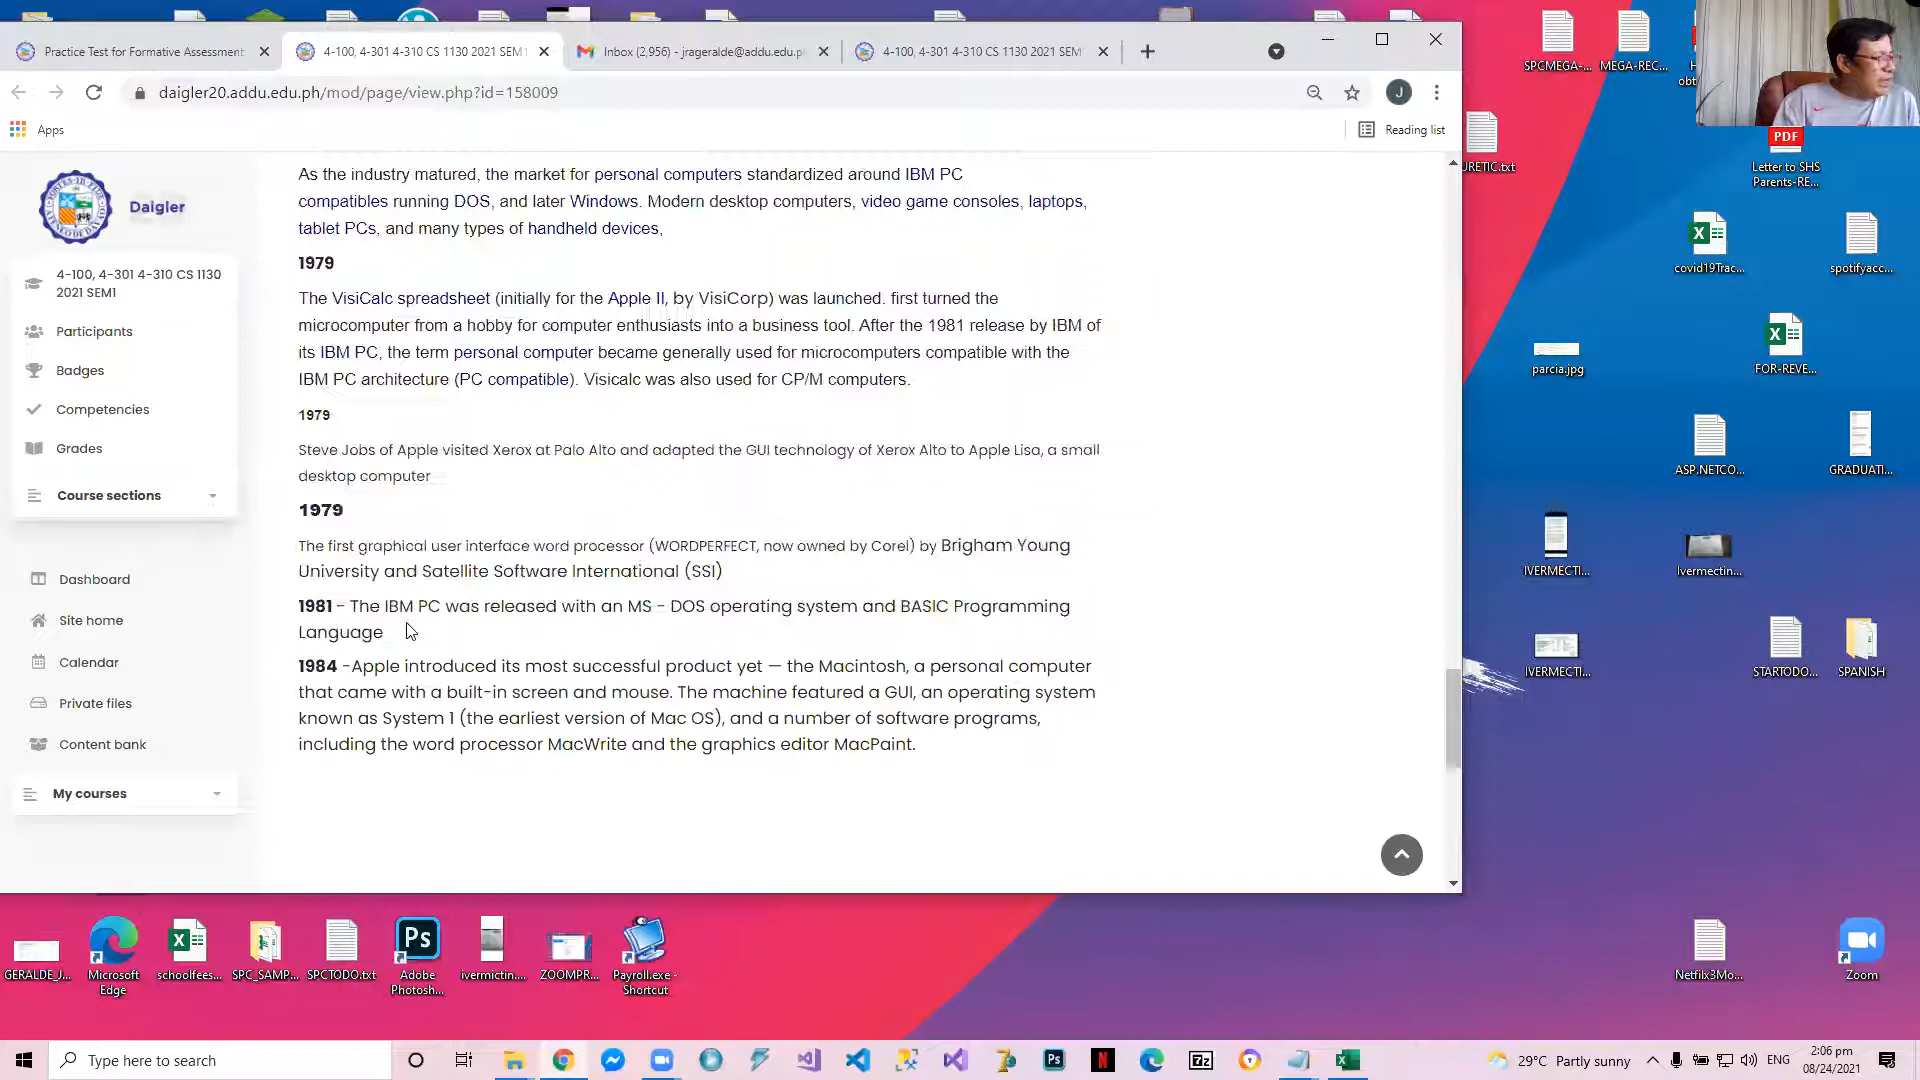 Practice Test for Formative Assessment
4-100, 4-301 4-310 CS 1130 2021 SEM1
Inbox (2,956) - jrageralde@addu.edu.p
4-100, 4-301 4-310 CS 1130 2021 SEM
daigler20.addu.edu.ph/mod/page/view.php?id=158009
J
Apps
Reading list
Daigler
4-100, 4-301 4-310 CS 1130
2021 SEM1
Participants
Badges
Competencies
Grades
Course sections
Dashboard
Site home
Calendar
Private files
Content bank
My courses
As the industry matured, the market for personal computers standardized around IBM PC
compatibles running DOS, and later Windows. Modern desktop computers, video game consoles, laptops,
tablet PCs, and many types of handheld devices,
1979
The VisiCalc spreadsheet (initially for the Apple II, by VisiCorp) was launched. first turned the
microcomputer from a hobby for computer enthusiasts into a business tool. After the 1981 release by IBM of
its IBM PC, the term personal computer became generally used for microcomputers compatible with the
IBM PC architecture (PC compatible). Visicalc was also used for CP/M computers.
1979
Steve Jobs of Apple visited Xerox at Palo Alto and adapted the GUI technology of Xerox Alto to Apple Lisa, a small
desktop computer
1979
The first graphical user interface word processor (WORDPERFECT, now owned by Corel) by Brigham Young
University and Satellite Software International (SSI)
1981 - The IBM PC was released with an MS - DOS operating system and BASIC Programming
Language
1984 -Apple introduced its most successful product yet — the Macintosh, a personal computer
that came with a built-in screen and mouse. The machine featured a GUI, an operating system
known as System 1 (the earliest version of Mac OS), and a number of software programs,
including the word processor MacWrite and the graphics editor MacPaint.
SPCMEGA-...
MEGA-REC...
URETIC.txt
PDF
Letter to SHS
Parents-RE...
covid19Trac...
spotifyacc...
parcia.jpg
FOR-REVE...
ASP.NETCO...
GRADUATI...
IVERMECTI...
Ivermectin...
IVERMECTI...
STARTODO...
SPANISH
Netfilx3Mo...
Zoom
GERALDE_J...
Microsoft
Edge
schoolfees...
SPC_SAMP...
SPCTODO.txt
Ps
Adobe
Photosh...
ivermictin....
ZOOMPR...
Payroll.exe -
Shortcut
Type here to search
29°C Partly sunny
ENG
2:06 pm
08/24/2021